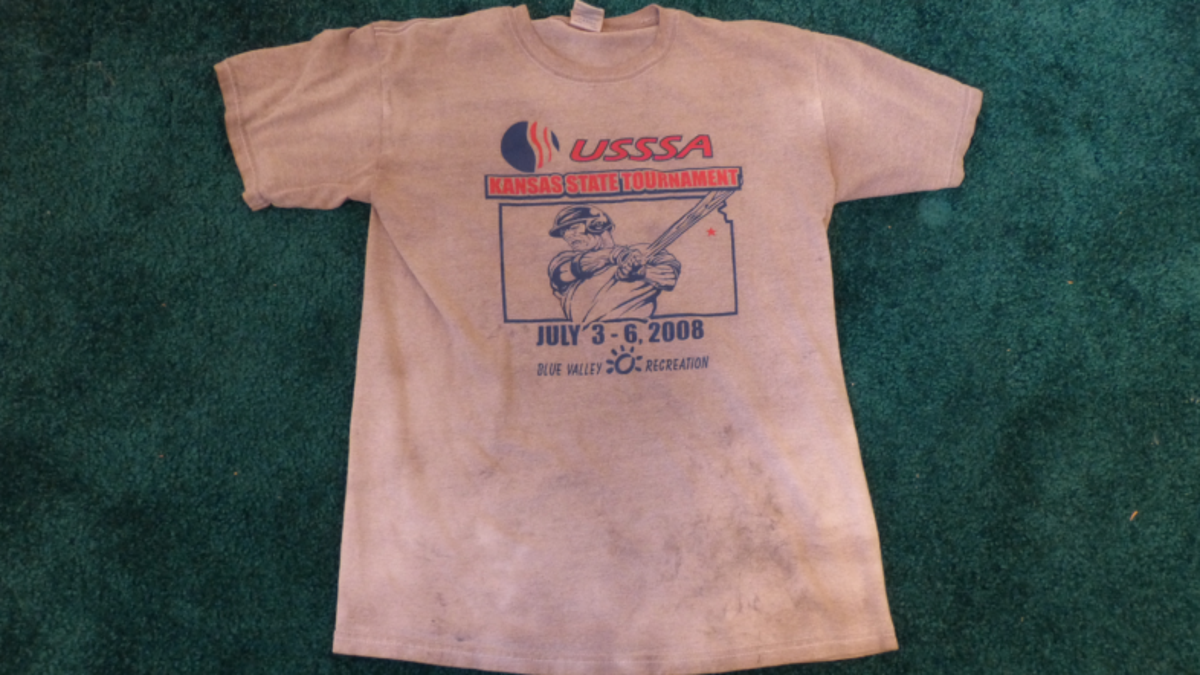 USSSA
KANSAS STATE TOURNAMENT
JULY 3 - 6, 2008
BLUE VALLEY RECREATION